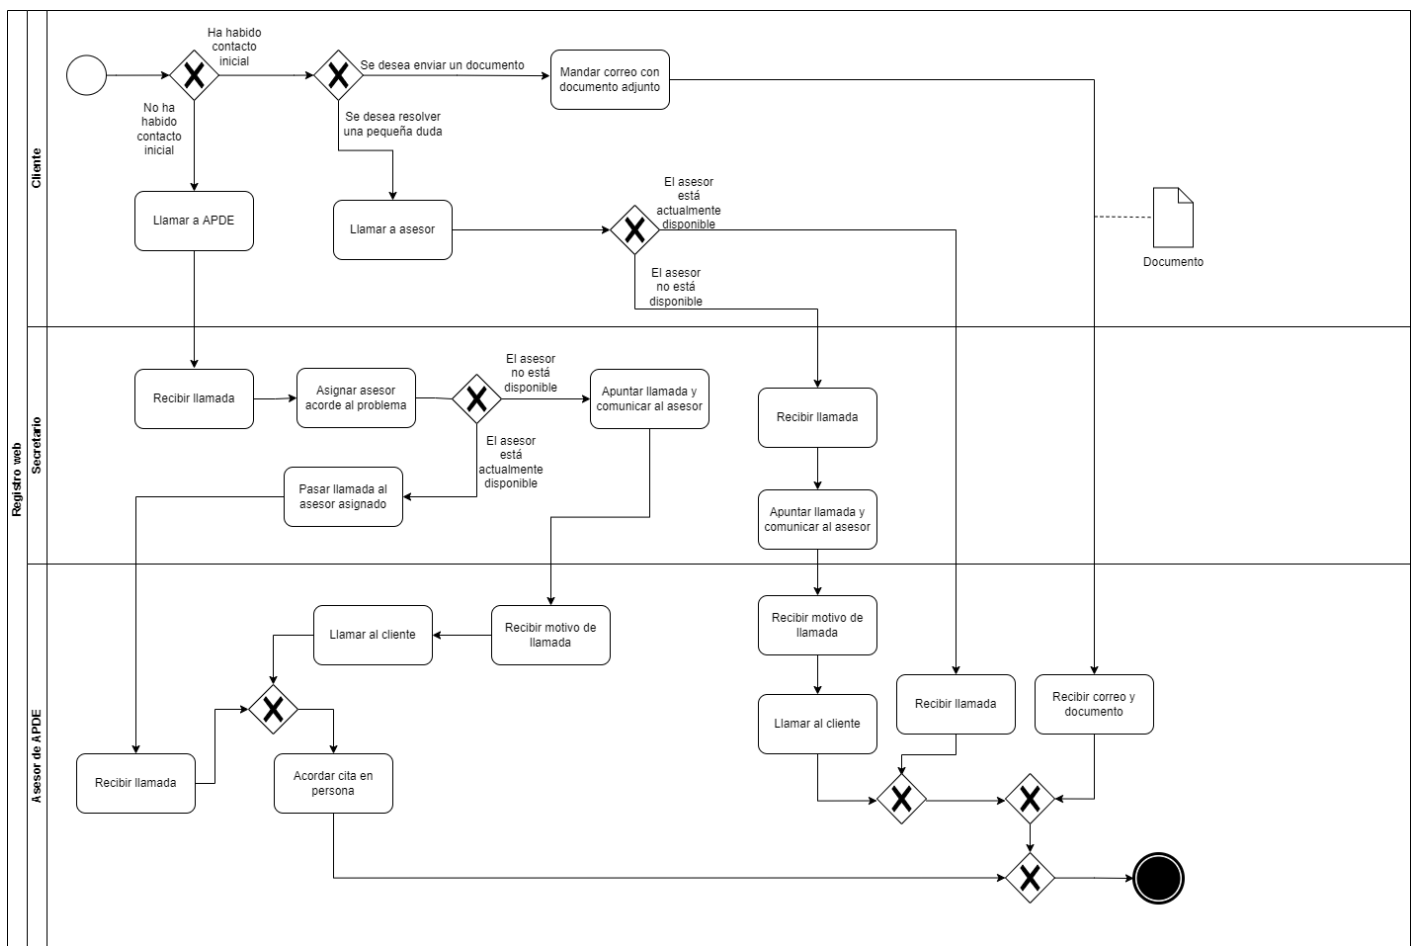 Registro web
Cliente
Ha habido
contacto
inicial
No ha
habido
contacto
inicial
Se desea enviar un documento
Mandar correo con
documento adjunto
Se desea resolver
una pequeña duda
Llamar a APDE
Llamar a asesor
El asesor
está
actualmente
disponible
El asesor
no está
disponible
Documento
Secretario
Recibir llamada
Asignar asesor
acorde al problema
El asesor
no está
disponible
Apuntar llamada y
comunicar al asesor
El asesor
está
actualmente
disponible
Pasar llamada al
asesor asignado
Recibir llamada
Apuntar llamada y
comunicar al asesor
Asesor de APDE
Llamar al cliente
Recibir motivo de
llamada
Recibir llamada
Acordar cita en
persona
Recibir motivo de
llamada
Llamar al cliente
Recibir llamada
Recibir correo y
documento